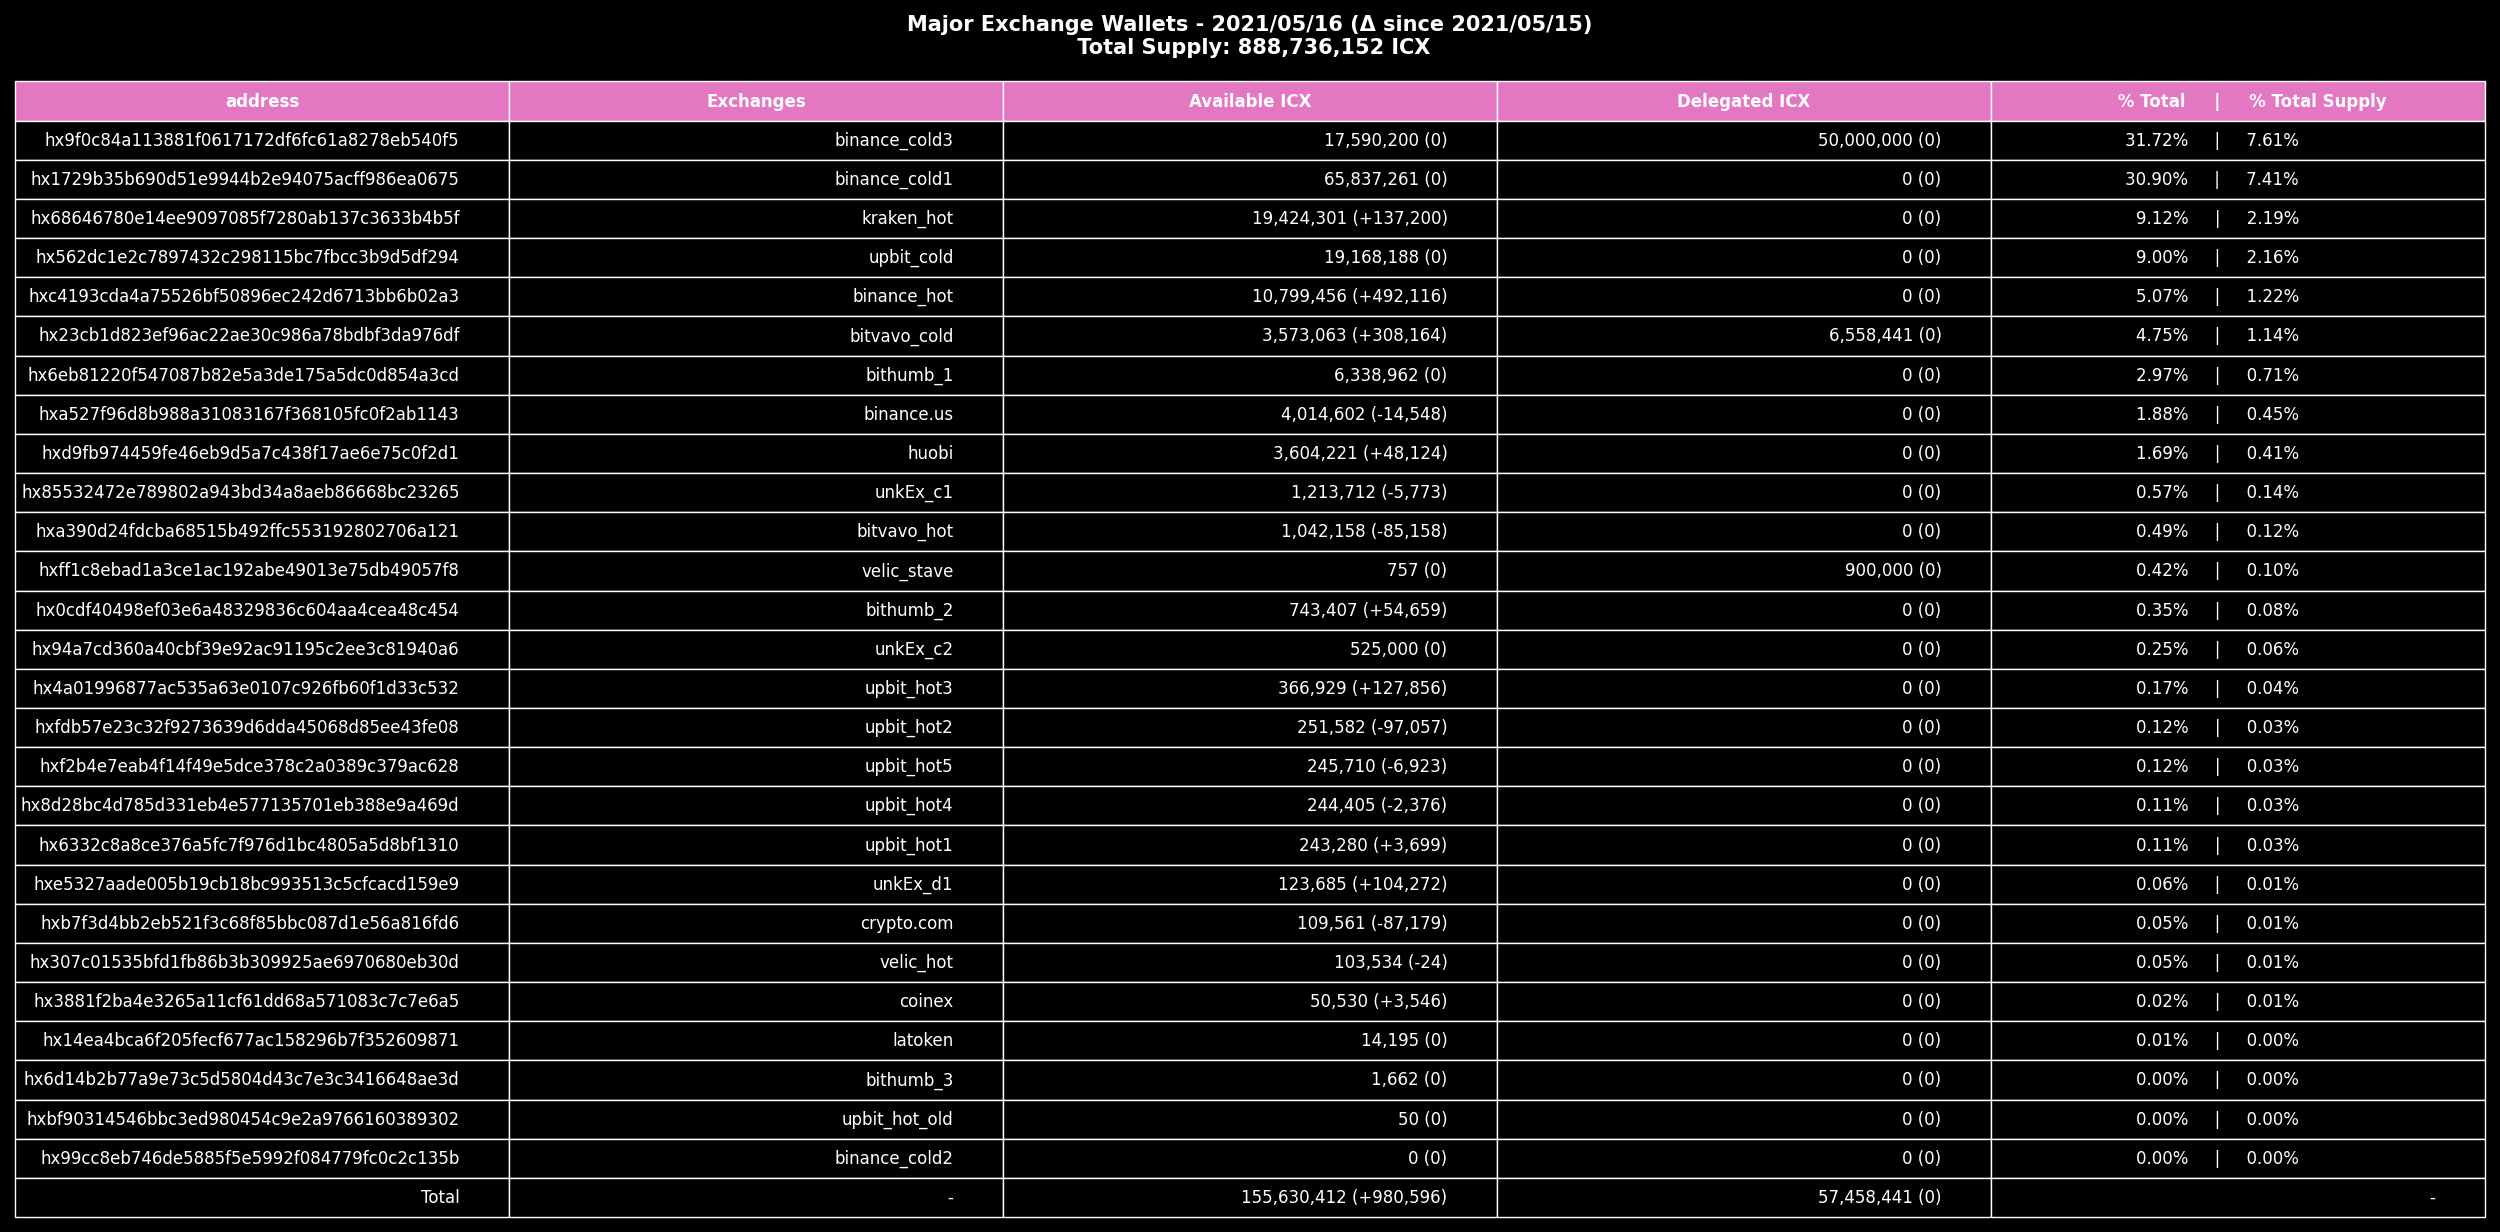 Major Exchange Wallets - 2021/05/16 (Δ since 2021/05/15)
Total Supply: 888,736,152 ICX
address Exchanges Available ICX Delegated ICX % Total | % Total Supply
hx9f0c84a113881f0617172df6fc61a8278eb540f5 binance_cold3 17,590,200 (0) 50,000,000 (0) 31.72% | 7.61%
hx1729b35b690d51e9944b2e94075acff986ea0675 binance_cold1 65,837,261 (0) 0 (0) 30.90% | 7.41%
hx68646780e14ee9097085f7280ab137c3633b4b5f kraken_hot 19,424,301 (+137,200) 0 (0) 9.12% | 2.19%
hx562dc1e2c7897432c298115bc7fbcc3b9d5df294 upbit_cold 19,168,188 (0) 0 (0) 9.00% | 2.16%
hxc4193cda4a75526bf50896ec242d6713bb6b02a3 binance_hot 10,799,456 (+492,116) 0 (0) 5.07% | 1.22%
hx23cb1d823ef96ac22ae30c986a78bdbf3da976df bitvavo_cold 3,573,063 (+308,164) 6,558,441 (0) 4.75% | 1.14%
hx6eb81220f547087b82e5a3de175a5dc0d854a3cd bithumb_1 6,338,962 (0) 0 (0) 2.97% | 0.71%
hxa527f96d8b988a31083167f368105fc0f2ab1143 binance.us 4,014,602 (-14,548) 0 (0) 1.88% | 0.45%
hxd9fb974459fe46eb9d5a7c438f17ae6e75c0f2d1 huobi 3,604,221 (+48,124) 0 (0) 1.69% | 0.41%
hx85532472e789802a943bd34a8aeb86668bc23265 unkEx_c1 1,213,712 (-5,773) 0 (0) 0.57% | 0.14%
hxa390d24fdcba68515b492ffc553192802706a121 bitvavo_hot 1,042,158 (-85,158) 0 (0) 0.49% | 0.12%
hxff1c8ebad1a3ce1ac192abe49013e75db49057f8 velic_stave 757 (0) 900,000 (0) 0.42% | 0.10%
hx0cdf40498ef03e6a48329836c604aa4cea48c454 bithumb_2 743,407 (+54,659) 0 (0) 0.35% | 0.08%
hx94a7cd360a40cbf39e92ac91195c2ee3c81940a6 unkEx_c2 525,000 (0) 0 (0) 0.25% | 0.06%
hx4a01996877ac535a63e0107c926fb60f1d33c532 upbit_hot3 366,929 (+127,856) 0 (0) 0.17% | 0.04%
hxfdb57e23c32f9273639d6dda45068d85ee43fe08 upbit_hot2 251,582 (-97,057) 0 (0) 0.12% | 0.03%
hxf2b4e7eab4f14f49e5dce378c2a0389c379ac628 upbit_hot5 245,710 (-6,923) 0 (0) 0.12% | 0.03%
hx8d28bc4d785d331eb4e577135701eb388e9a469d upbit_hot4 244,405 (-2,376) 0 (0) 0.11% | 0.03%
hx6332c8a8ce376a5fc7f976d1bc4805a5d8bf1310 upbit_hot1 243,280 (+3,699) 0 (0) 0.11% | 0.03%
hxe5327aade005b19cb18bc993513c5cfcacd159e9 unkEx_d1 123,685 (+104,272) 0 (0) 0.06% | 0.01%
hxb7f3d4bb2eb521f3c68f85bbc087d1e56a816fd6 crypto.com 109,561 (-87,179) 0 (0) 0.05% | 0.01%
hx307c01535bfd1fb86b3b309925ae6970680eb30d velic_hot 103,534 (-24) 0 (0) 0.05% | 0.01%
hx3881f2ba4e3265a11cf61dd68a571083c7c7e6a5 coinex 50,530 (+3,546) 0 (0) 0.02% | 0.01%
hx14ea4bca6f205fecf677ac158296b7f352609871 latoken 14,195 (0) 0 (0) 0.01% | 0.00%
hx6d14b2b77a9e73c5d5804d43c7e3c3416648ae3d bithumb_3 1,662 (0) 0 (0) 0.00% | 0.00%
hxbf90314546bbc3ed980454c9e2a9766160389302 upbit_hot_old 50 (0) 0 (0) 0.00% | 0.00%
hx99cc8eb746de5885f5e5992f084779fc0c2c135b binance_cold2 0 (0) 0 (0) 0.00% | 0.00%
Total - 155,630,412 (+980,596) 57,458,441 (0) -